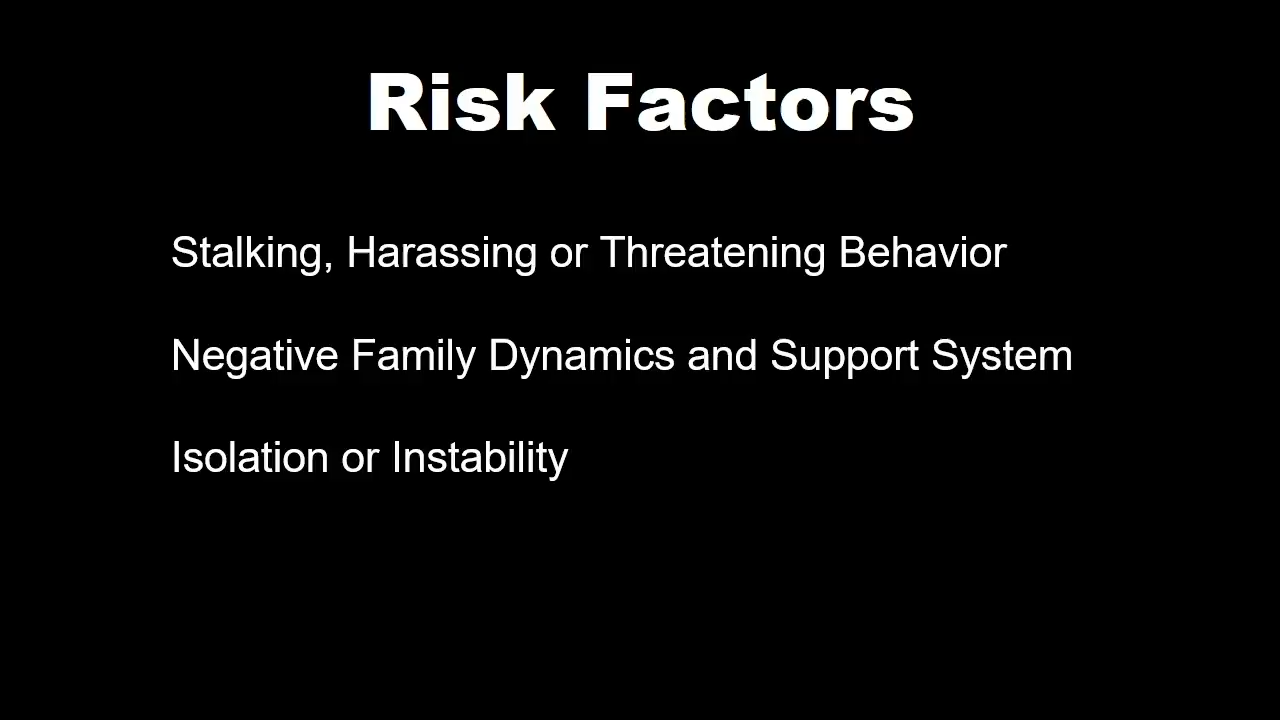 Risk Factors
Stalking, Harassing or Threatening Behavior
Negative Family Dynamics and Support System
Isolation or Instability